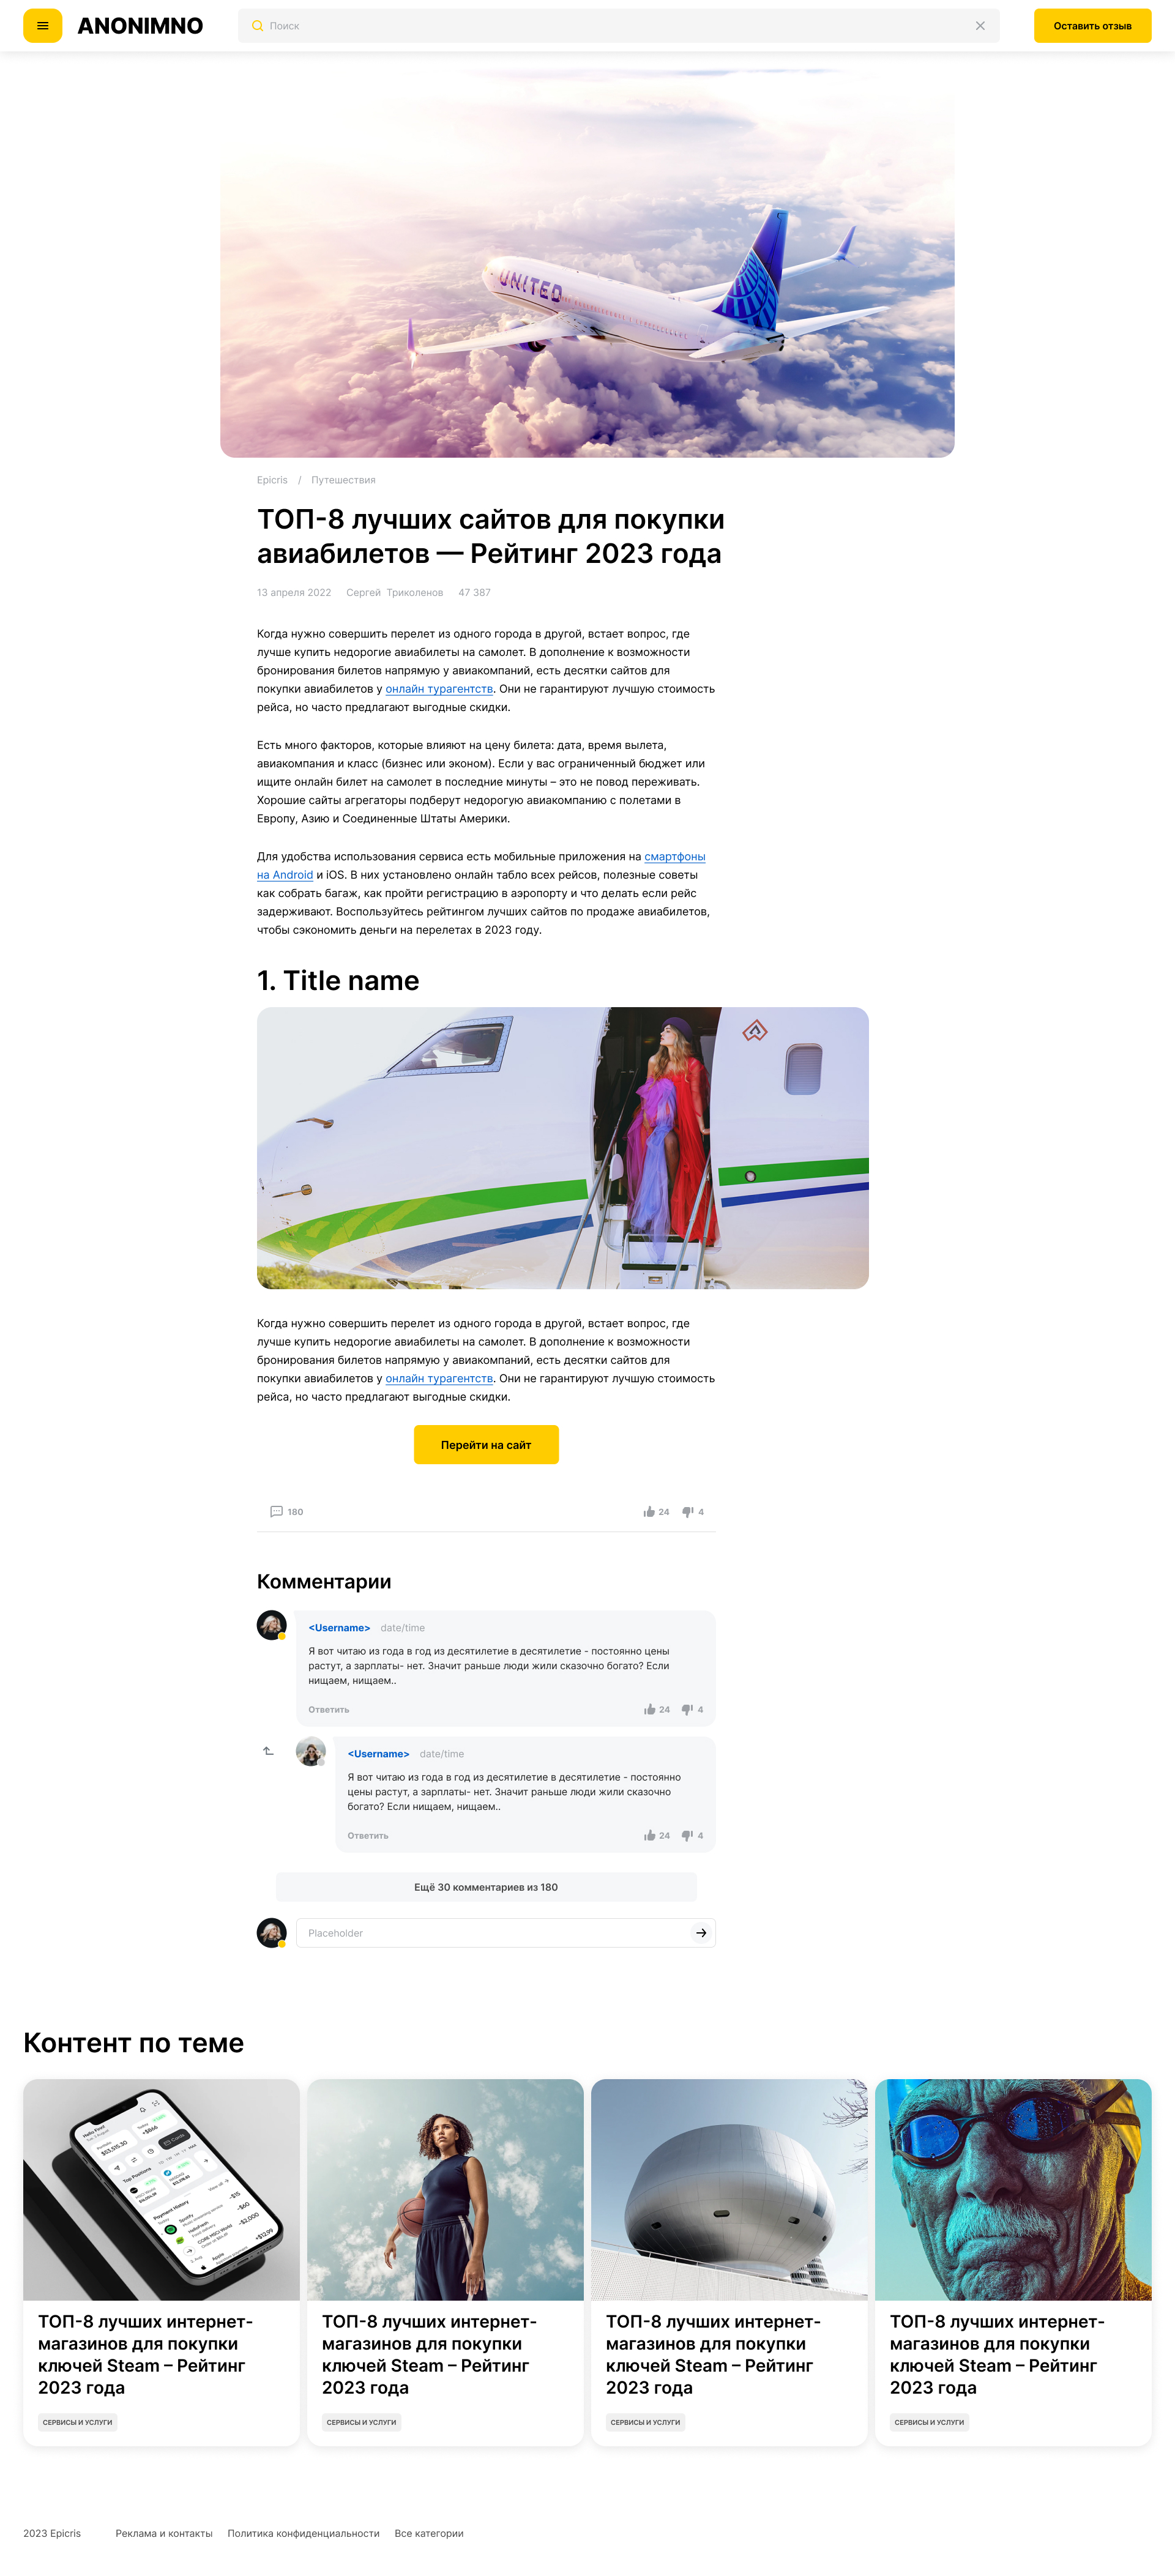 ANONIMNO
Поиск
Оставить отзыв
UNITED
Epicris / Путешествия
ТОП-8 лучших сайтов для покупки
авиабилетов — Рейтинг 2023 года
13 апреля 2022 Сергей Триколенов 47 387
Когда нужно совершить перелет из одного города в другой, встает вопрос, где
лучше купить недорогие авиабилеты на самолет. В дополнение к возможности
бронирования билетов напрямую у авиакомпаний, есть десятки сайтов для
покупки авиабилетов у онлайн турагентств. Они не гарантируют лучшую стоимость
рейса, но часто предлагают выгодные скидки.
Есть много факторов, которые влияют на цену билета: дата, время вылета,
авиакомпания и класс (бизнес или эконом). Если у вас ограниченный бюджет или
ищите онлайн билет на самолет в последние минуты – это не повод переживать.
Хорошие сайты агрегаторы подберут недорогую авиакомпанию с полетами в
Европу, Азию и Соединенные Штаты Америки.
Для удобства использования сервиса есть мобильные приложения на смартфоны
на Android и iOS. В них установлено онлайн табло всех рейсов, полезные советы
как собрать багаж, как пройти регистрацию в аэропорту и что делать если рейс
задерживают. Воспользуйтесь рейтингом лучших сайтов по продаже авиабилетов,
чтобы сэкономить деньги на перелетах в 2023 году.
1. Title name
Когда нужно совершить перелет из одного города в другой, встает вопрос, где
лучше купить недорогие авиабилеты на самолет. В дополнение к возможности
бронирования билетов напрямую у авиакомпаний, есть десятки сайтов для
покупки авиабилетов у онлайн турагентств. Они не гарантируют лучшую стоимость
рейса, но часто предлагают выгодные скидки.
Перейти на сайт
180 24 4
Комментарии
<Username> date/time
Я вот читаю из года в год из десятилетие в десятилетие - постоянно цены
растут, а зарплаты- нет. Значит раньше люди жили сказочно богато? Если
нищаем, нищаем..
Ответить 24 4
<Username> date/time
Я вот читаю из года в год из десятилетие в десятилетие - постоянно
цены растут, а зарплаты- нет. Значит раньше люди жили сказочно
богато? Если нищаем, нищаем..
Ответить 24 4
Ещё 30 комментариев из 180
Placeholder
Контент по теме
Top Positions
Payment History
Spotify
ТОП-8 лучших интернет-
магазинов для покупки
ключей Steam – Рейтинг
2023 года
СЕРВИСЫ И УСЛУГИ
ТОП-8 лучших интернет-
магазинов для покупки
ключей Steam – Рейтинг
2023 года
СЕРВИСЫ И УСЛУГИ
ТОП-8 лучших интернет-
магазинов для покупки
ключей Steam – Рейтинг
2023 года
СЕРВИСЫ И УСЛУГИ
ТОП-8 лучших интернет-
магазинов для покупки
ключей Steam – Рейтинг
2023 года
СЕРВИСЫ И УСЛУГИ
2023 Epicris Реклама и контакты Политика конфиденциальности Все категории